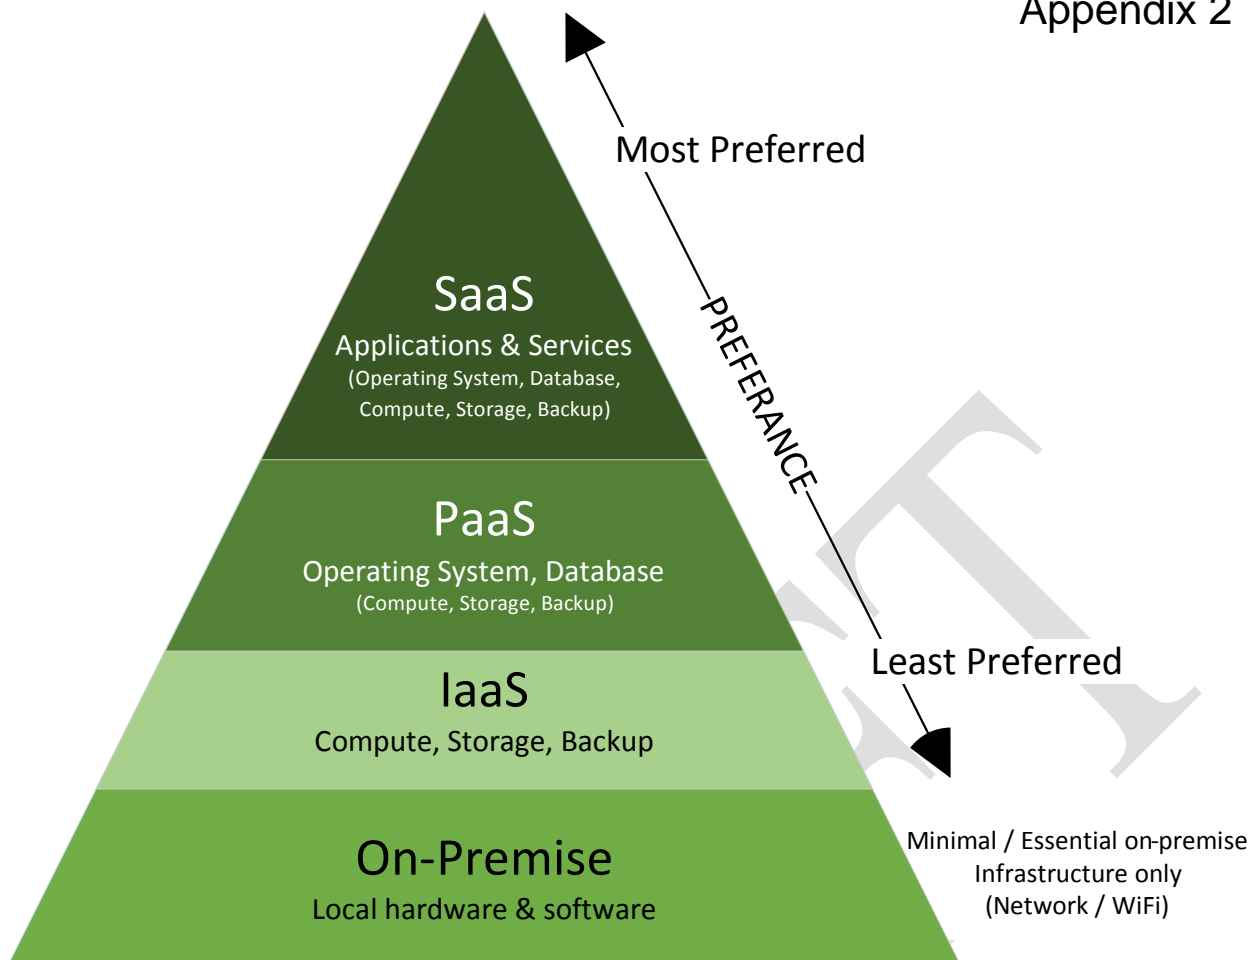 Appendix 2
Most Preferred
PREFERANCE
SaaS
Applications & Services
(Operating System, Database,
Compute, Storage, Backup)
PaaS
Operating System, Database
(Compute, Storage, Backup)
Least Preferred
IaaS
Compute, Storage, Backup
On-Premise
Local hardware & software
Minimal / Essential on-premise
Infrastructure only
(Network / WiFi)